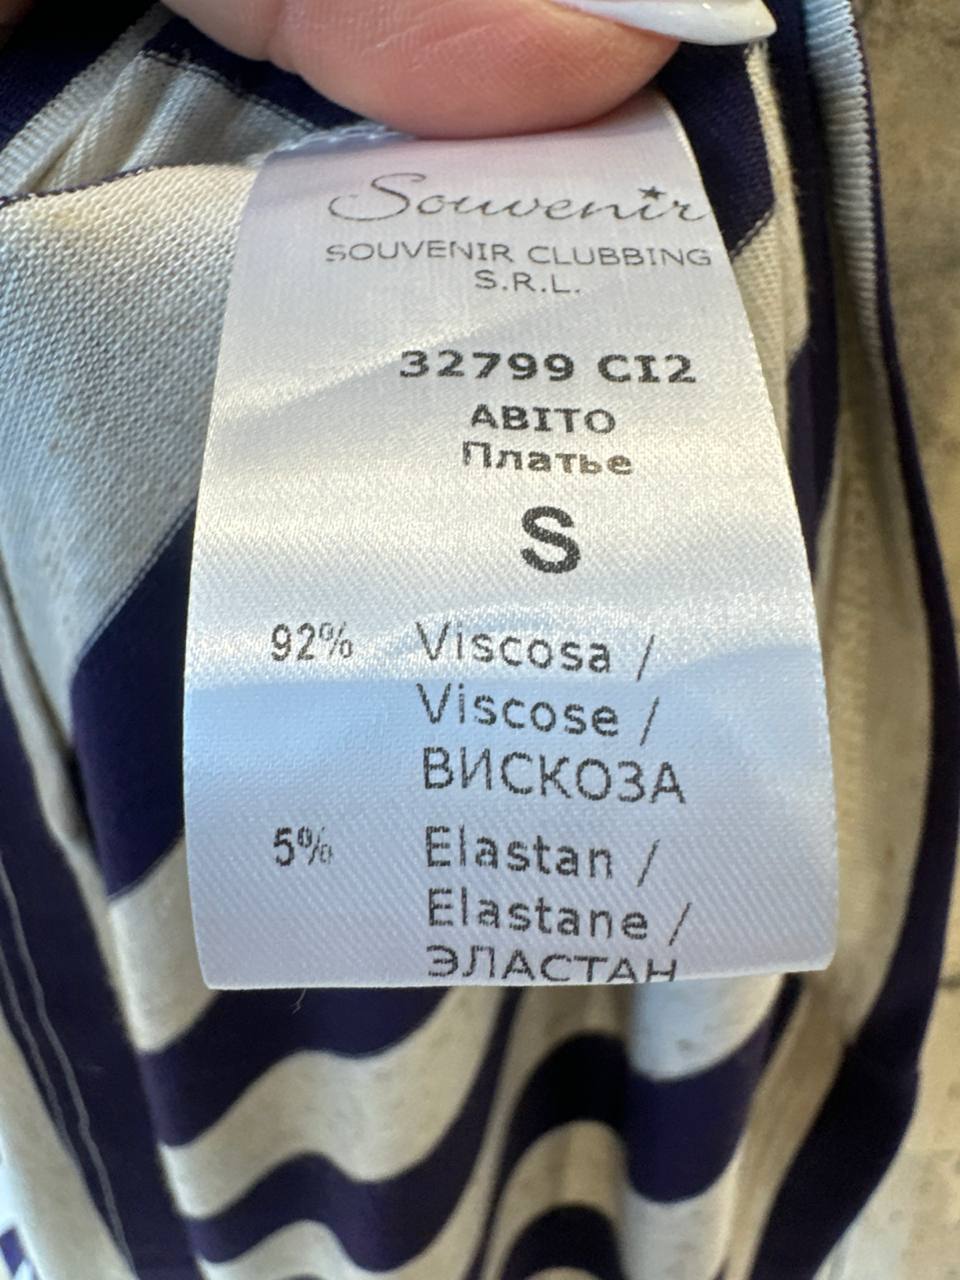 Souvenir
SOUVENIR CLUBBING
S.R.L.
32799 CI2
ABITO
Платье
S
92% Viscosa /
Viscose /
ВИСКОЗА
5% Elastan /
Elastane /
ЭЛАСТАН